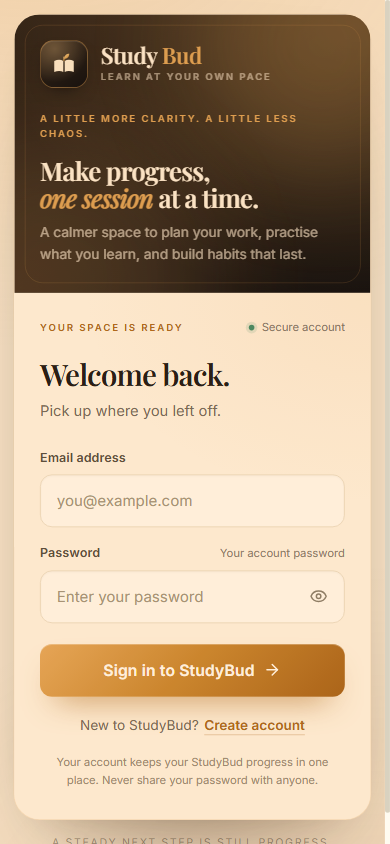 Study Bud
LEARN AT YOUR OWN PACE
A LITTLE MORE CLARITY. A LITTLE LESS
CHAOS.
Make progress,
one session at a time.
A calmer space to plan your work, practise
what you learn, and build habits that last.
YOUR SPACE IS READY
Secure account
Welcome back.
Pick up where you left off.
Email address
you@example.com
Password
Your account password
Enter your password
Sign in to StudyBud →
New to StudyBud? Create account
Your account keeps your StudyBud progress in one
place. Never share your password with anyone.
A STEADY NEXT STEP IS STILL PROGRESS